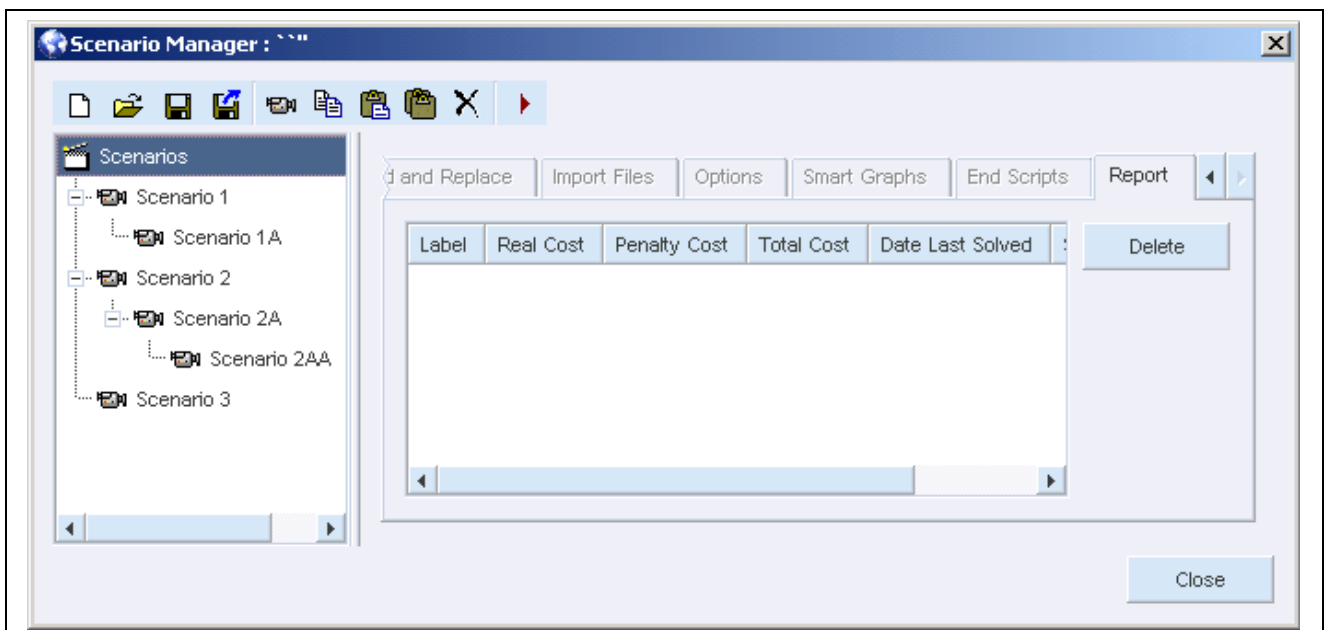 Scenario Manager : ``"
Scenarios
Scenario 1
Scenario 1A
Scenario 2
Scenario 2A
Scenario 2AA
Scenario 3
and Replace Import Files Options Smart Graphs End Scripts Report
Label Real Cost Penalty Cost Total Cost Date Last Solved
Delete
Close